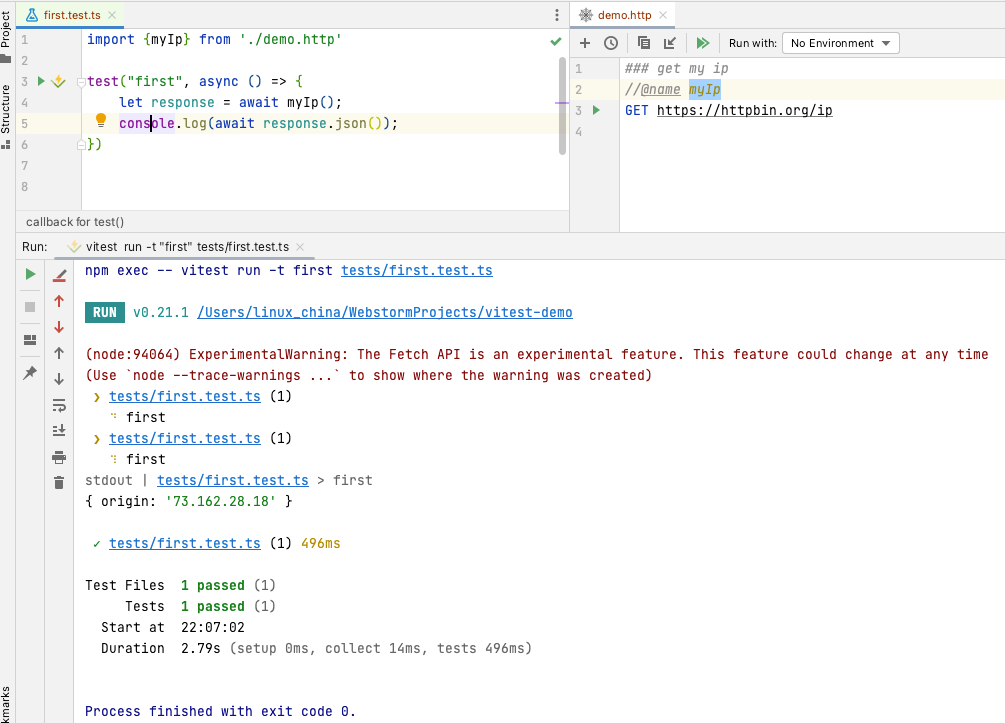 Project
Structure
kmarks
first.test.ts
1 import {myIp} from './demo.http'
2
3 test("first", async () => {
4 let response = await myIp();
5 console.log(await response.json());
6 })
7
8
callback for test()
demo.http
Run with: No Environment
1 ### get my ip
2 //@name myIp
3 GET https://httpbin.org/ip
4
Run: vitest run -t "first" tests/first.test.ts
npm exec -- vitest run -t first tests/first.test.ts
RUN v0.21.1 /Users/linux_china/WebstormProjects/vitest-demo
(node:94064) ExperimentalWarning: The Fetch API is an experimental feature. This feature could change at any time
(Use `node --trace-warnings ...` to show where the warning was created)
❯ tests/first.test.ts (1)
⠙ first
❯ tests/first.test.ts (1)
⠹ first
stdout | tests/first.test.ts > first
{ origin: '73.162.28.18' }
✓ tests/first.test.ts (1) 496ms
Test Files 1 passed (1)
Tests 1 passed (1)
Start at 22:07:02
Duration 2.79s (setup 0ms, collect 14ms, tests 496ms)
Process finished with exit code 0.